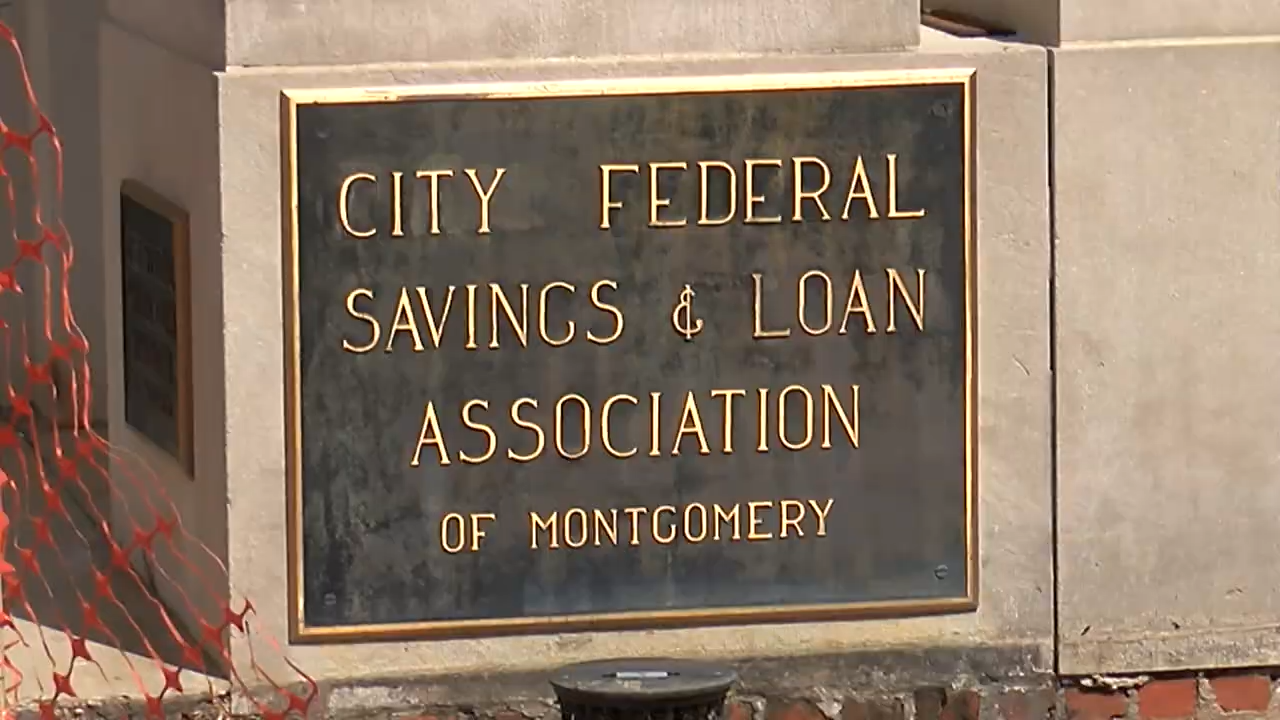 CITY FEDERAL
SAVINGS & LOAN
ASSOCIATION
OF MONTGOMERY